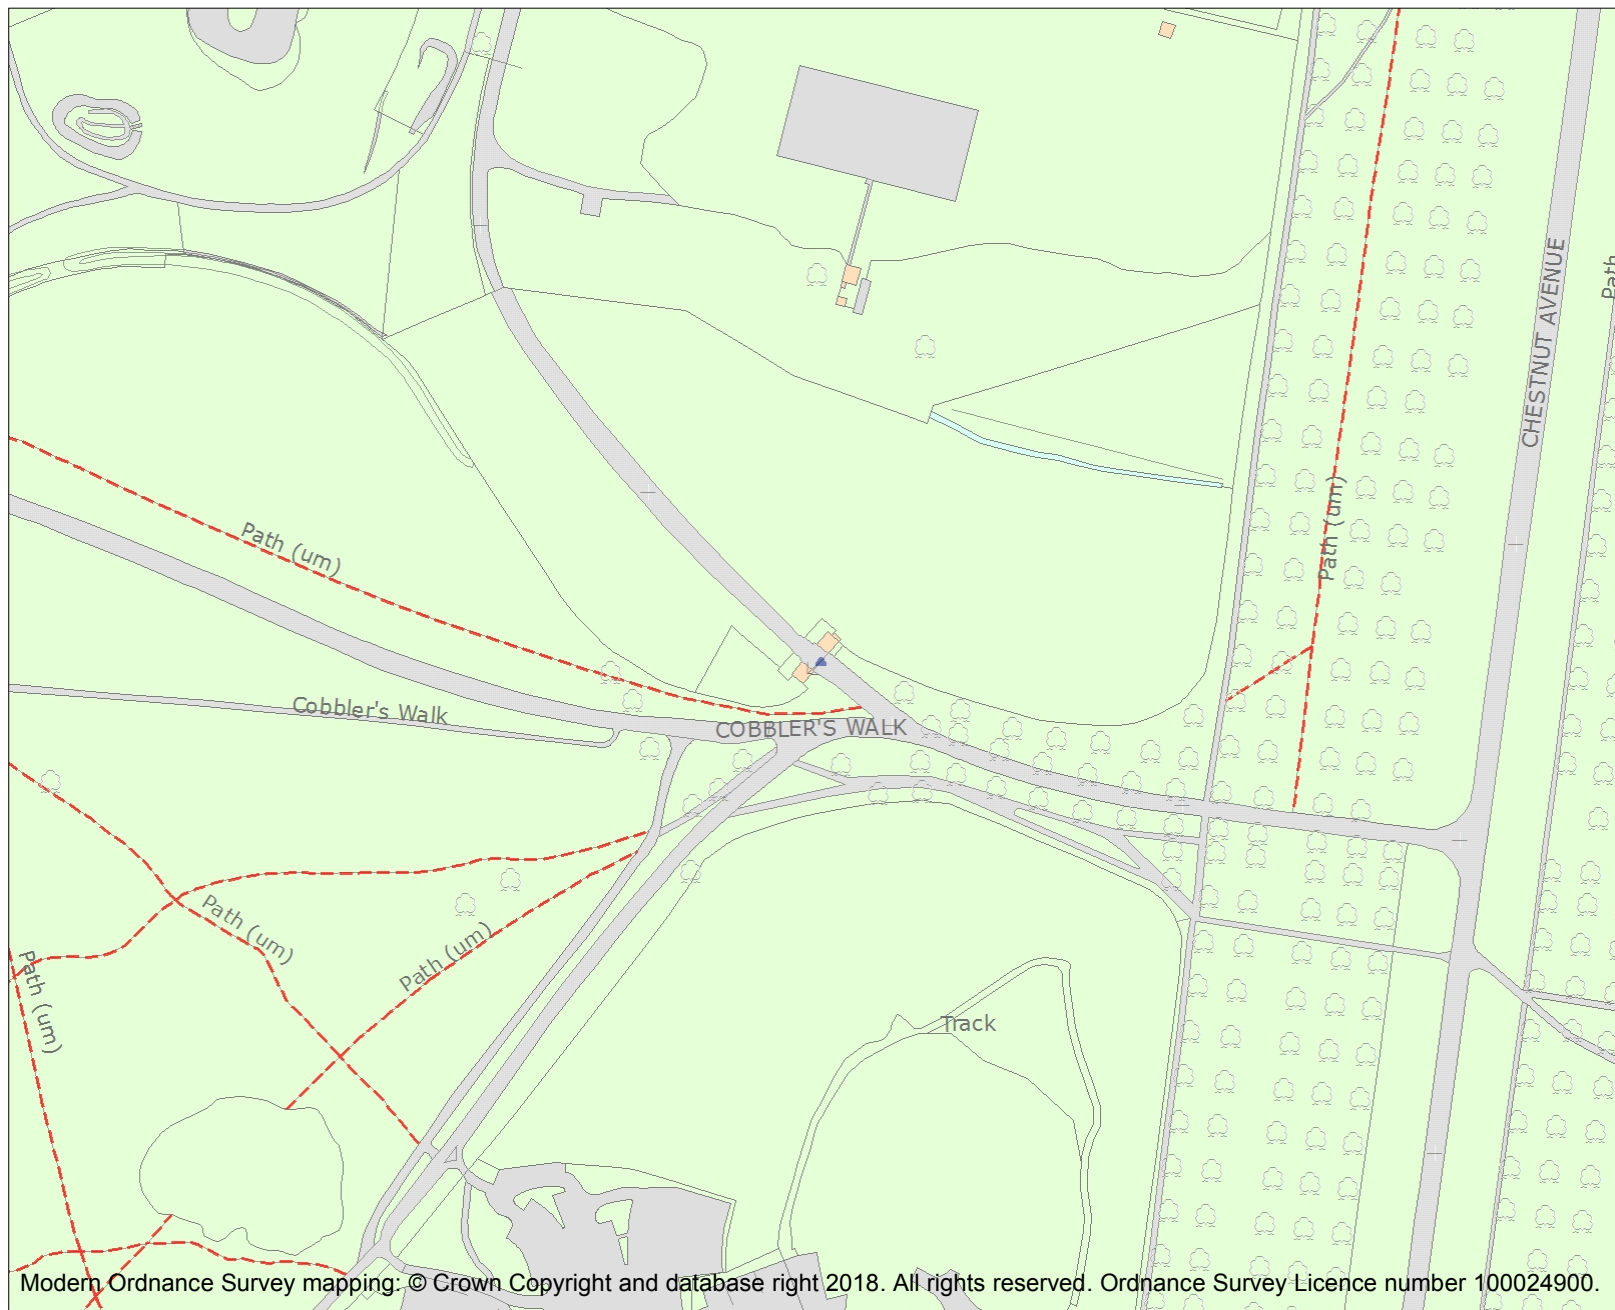 CHESTNUT AVENUE
Path
Path (um)
Path (um)
Cobbler's Walk
COBBLER'S WALK
Path (um)
Path (um)
Path (um)
Track
Modern Ordnance Survey mapping: © Crown Copyright and database right 2018. All rights reserved. Ordnance Survey Licence number 100024900.